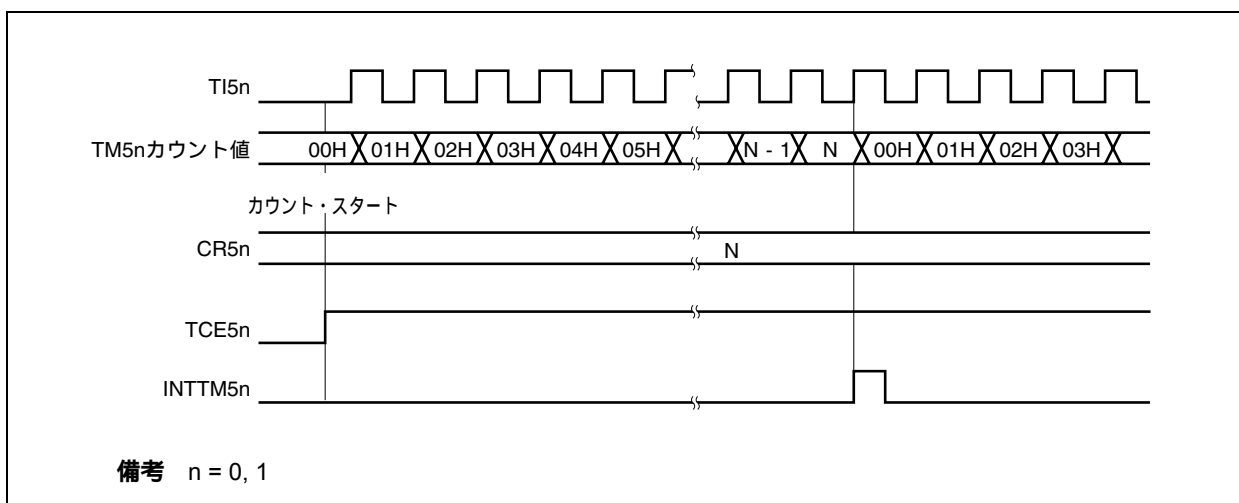 TI5n
TM5nカウント値 00H 01H 02H 03H 04H 05H N - 1 N 00H 01H 02H 03H
カウント・スタート
CR5n N
TCE5n
INTTM5n
備考 n = 0, 1